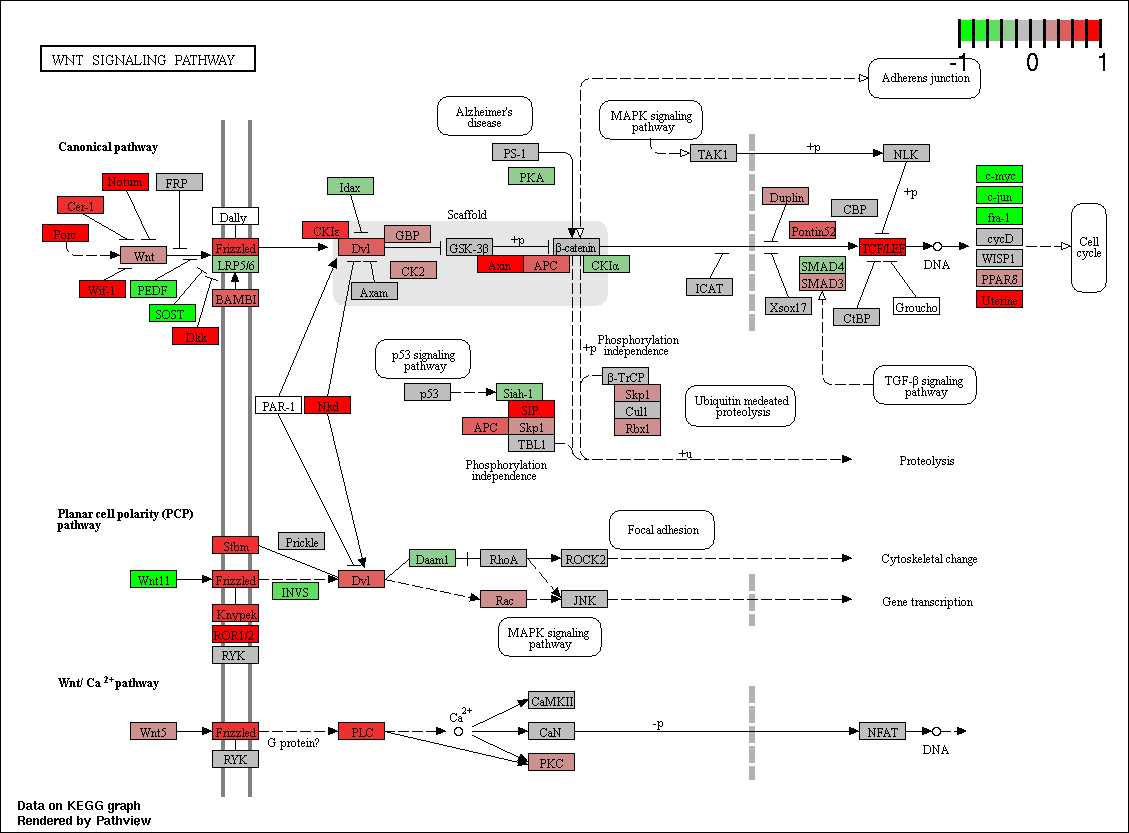 -1 0 1
WNT SIGNALING PATHWAY
Adherens junction
Alzheimer's
disease
MAPK signaling
pathway
Canonical pathway
PS-1
TAK1
+p
NLK
PKA
c-myc
Notum
FRP
Idax
Duplin
+p
c-jun
Cer-1
CBP
Dally
Scaffold
fra-1
Porc
CKIε
GBP
Pontin52
cycD
Wnt
Frizzled
Dvl
GSK-3β
+p
β-catenin
TCF/LEF
DNA
WISP1
Cell
cycle
LRP5/6
CK2
Axin
APC
CKIα
SMAD4
PPARδ
Wif-1
PEDF
BAMBI
Axam
ICAT
SMAD3
Uterine
SOST
Xsox17
CtBP
Groucho
Dkk
p53 signaling
pathway
+p
Phosphorylation
independence
β-TrCP
TGF-β signaling
pathway
p53
Siah-1
Skp1
PAR-1
Nkd
SIP
Cul1
Ubiquitin medeated
proteolysis
APC
Skp1
Rbx1
TBL1
+u
Proteolysis
Phosphorylation
independence
Planar cell polarity (PCP)
pathway
Prickle
Focal adhesion
Stbm
Daam1
RhoA
ROCK2
Cytoskeletal change
Wnt11
Frizzled
INVS
Dvl
Rac
JNK
Gene transcription
Knypek
ROR1/2
MAPK signaling
pathway
RYK
Wnt/ Ca 2+ pathway
CaMKII
Ca2+
Wnt5
Frizzled
G protein?
PLC
CaN
-p
NFAT
DNA
RYK
PKC
Data on KEGG graph
Rendered by Pathview